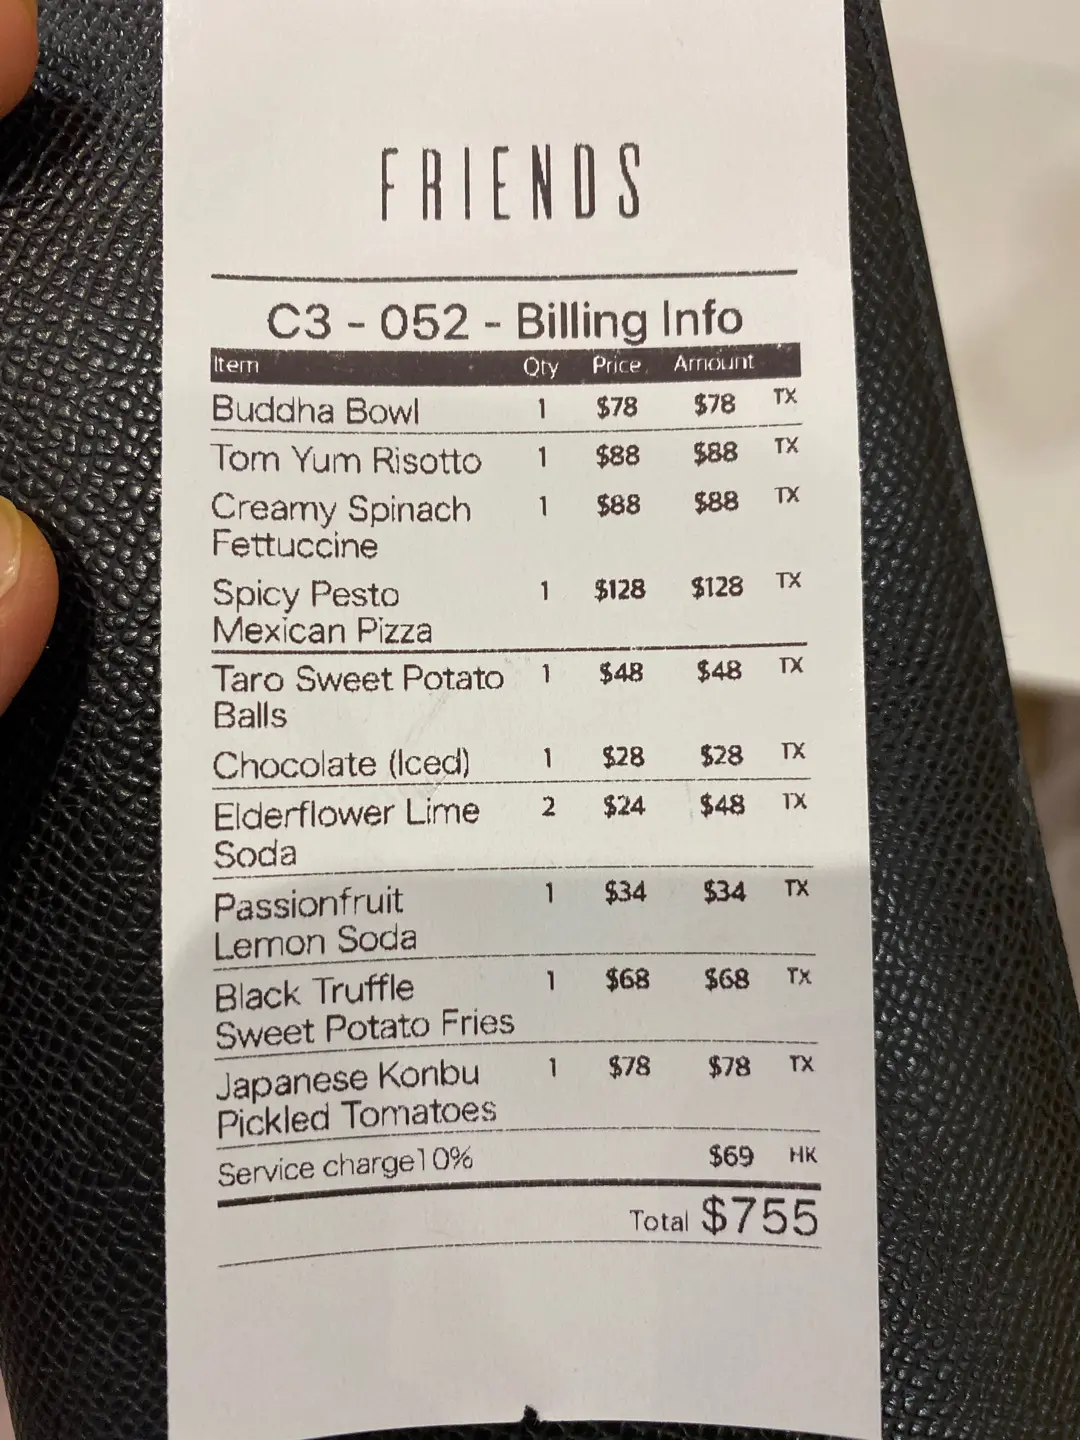 FRIENDS
C3 - 052 - Billing Info
Item Qty Price Amount
Buddha Bowl 1 $78 $78 TX
Tom Yum Risotto 1 $88 $88 TX
Creamy Spinach 1 $88 $88 TX
Fettuccine
Spicy Pesto 1 $128 $128 TX
Mexican Pizza
Taro Sweet Potato 1 $48 $48 TX
Balls
Chocolate (Iced) 1 $28 $28 TX
Elderflower Lime 2 $24 $48 TX
Soda
Passionfruit 1 $34 $34 TX
Lemon Soda
Black Truffle 1 $68 $68 TX
Sweet Potato Fries
Japanese Konbu 1 $78 $78 TX
Pickled Tomatoes
Service charge10% $69 HK
Total $755